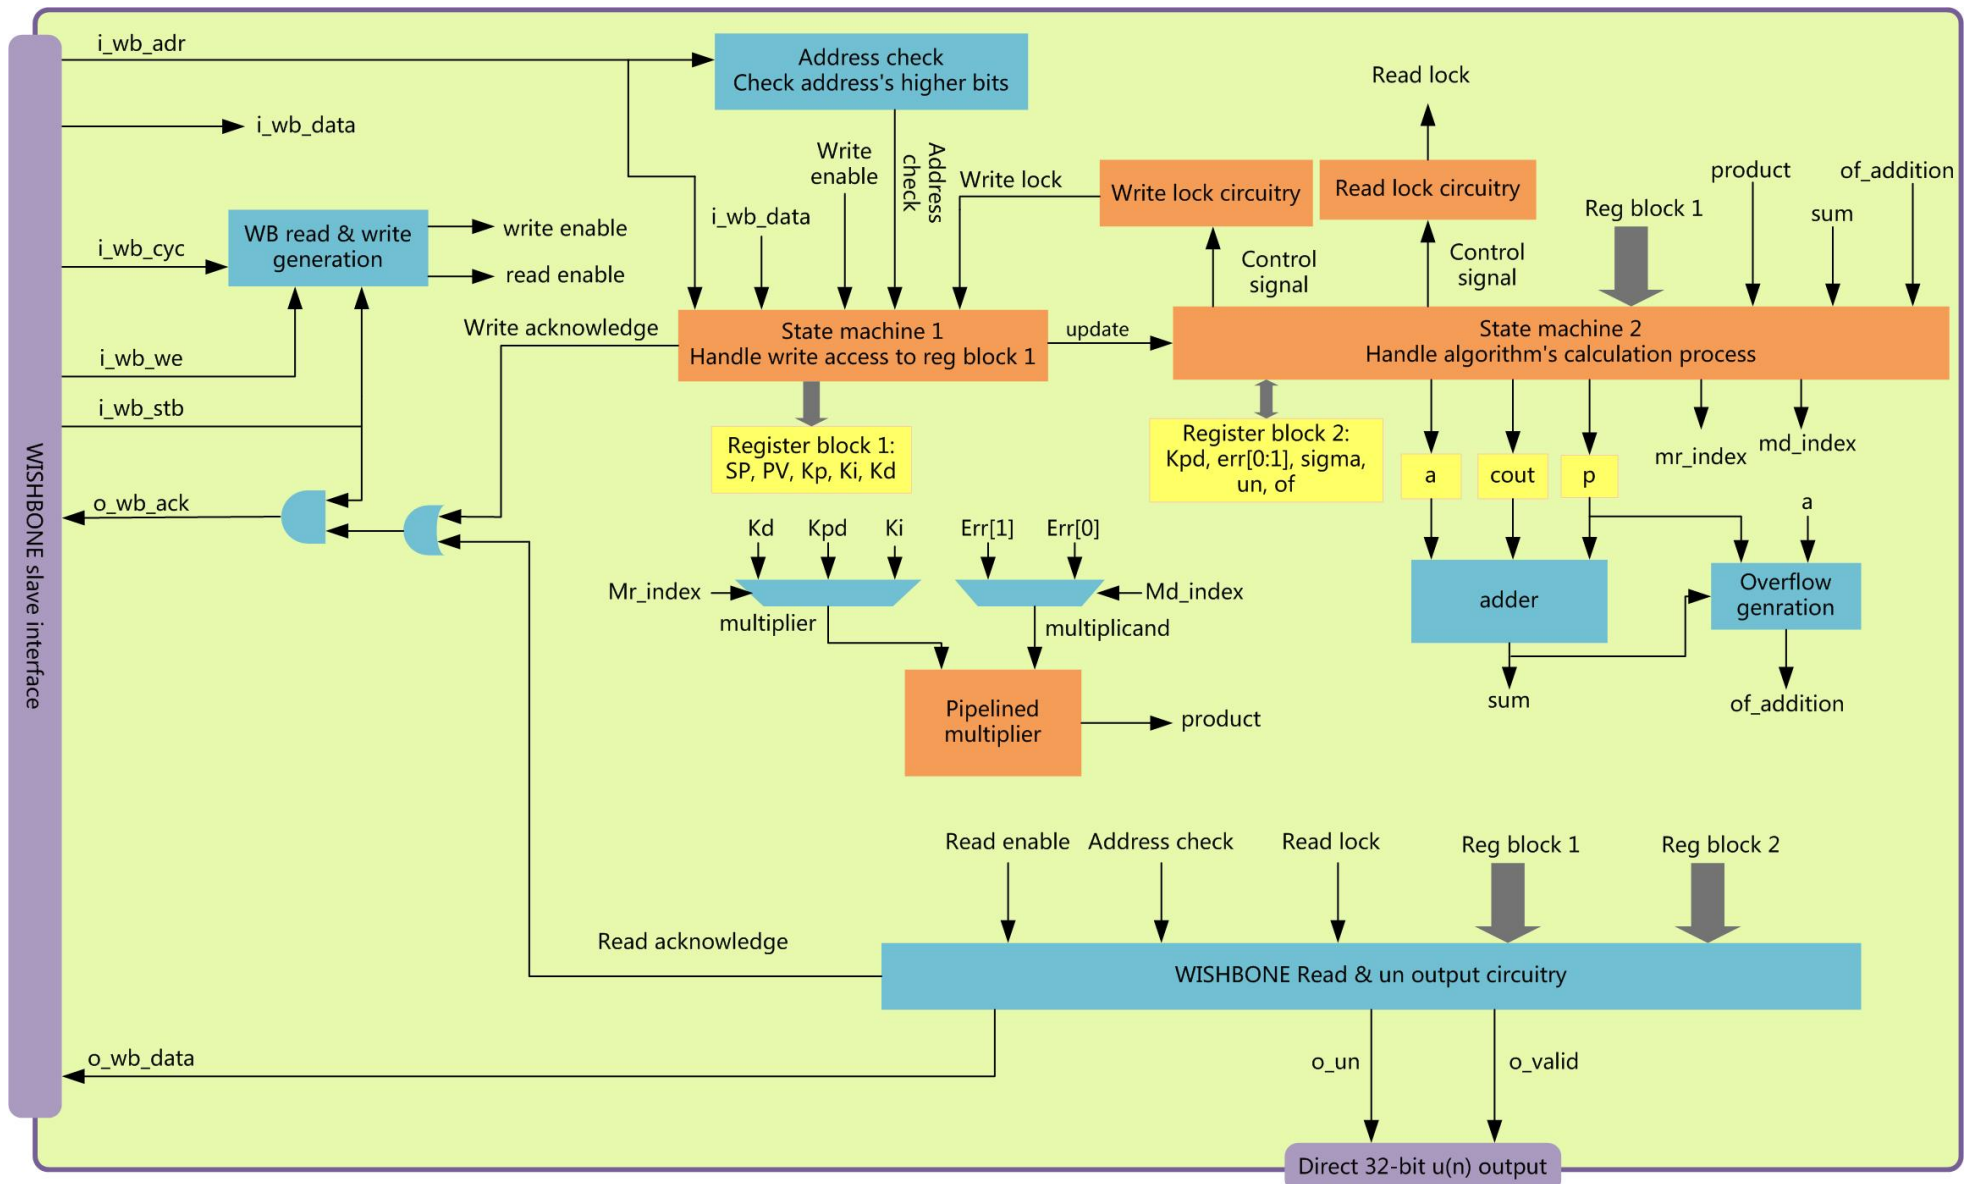 i_wb_adr
Address check
Check address's higher bits
Read lock
i_wb_data
Write
enable
Address
check
Write lock
Write lock circuitry
Read lock circuitry
product
of_addition
Reg block 1
sum
i_wb_data
WB read & write
generation
write enable
read enable
i_wb_cyc
Control
signal
Control
signal
Write acknowledge
State machine 1
Handle write access to reg block 1
update
State machine 2
Handle algorithm's calculation process
i_wb_we
i_wb_stb
WISHBONE slave interface
Register block 1:
SP, PV, Kp, Ki, Kd
Register block 2:
Kpd, err[0:1], sigma,
un, of
a
cout
p
mr_index
md_index
o_wb_ack
Kd
Kpd
Ki
Err[1]
Err[0]
a
Mr_index
Md_index
multiplier
multiplicand
adder
Overflow
genration
Pipelined
multiplier
product
sum
of_addition
Read enable
Address check
Read lock
Reg block 1
Reg block 2
Read acknowledge
WISHBONE Read & un output circuitry
o_wb_data
o_un
o_valid
Direct 32-bit u(n) output